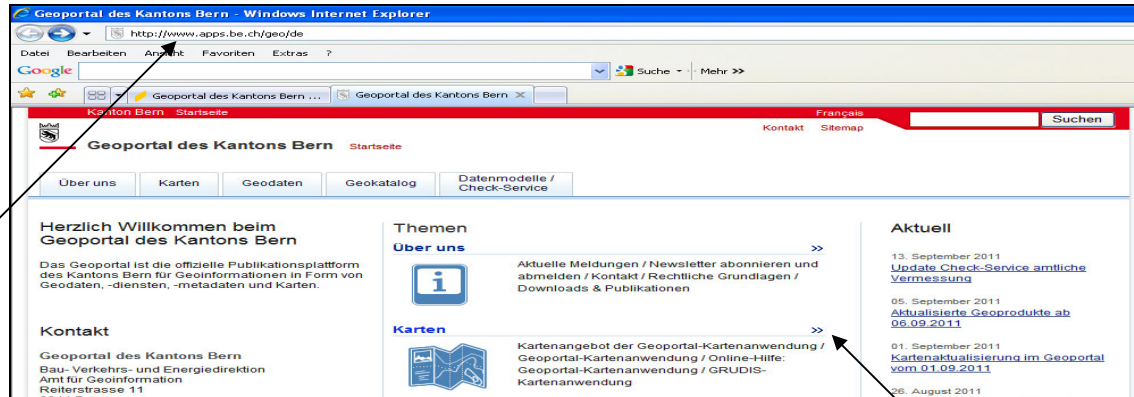 Geoportal des Kantons Bern - Windows Internet Explorer
http://www.apps.be.ch/geo/de
Datei Bearbeiten Ansicht Favoriten Extras ?
Google Suche Mehr >>
Geoportal des Kantons Bern ... Geoportal des Kantons Bern
Kanton Bern Startseite Français Suchen
Kontakt Sitemap
Geoportal des Kantons Bern Startseite
Über uns Karten Geodaten Geokatalog Datenmodelle /
Check-Service
Herzlich Willkommen beim
Geoportal des Kantons Bern
Das Geoportal ist die offizielle Publikationsplattform
des Kantons Bern für Geoinformationen in Form von
Geodaten, -diensten, -metadaten und Karten.
Kontakt
Geoportal des Kantons Bern
Bau- Verkehrs- und Energiedirektion
Amt für Geoinformation
Reiterstrasse 11
Themen
Über uns >>
Aktuelle Meldungen / Newsletter abonnieren und
abmelden / Kontakt / Rechtliche Grundlagen /
Downloads & Publikationen
Karten >>
Kartenangebot der Geoportal-Kartenanwendung /
Geoportal-Kartenanwendung / Online-Hilfe:
Geoportal-Kartenanwendung / GRUDIS-
Kartenanwendung
Aktuell
13. September 2011
Update Check-Service amtliche
Vermessung
05. September 2011
Aktualisierte Geoprodukte ab
06.09.2011
01. September 2011
Kartenaktualisierung im Geoportal
vom 01.09.2011
26. August 2011